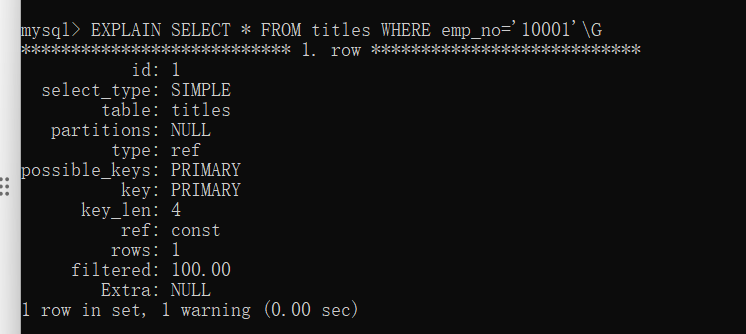 mysql> EXPLAIN SELECT * FROM titles WHERE emp_no='10001'\G
*************************** 1. row ***************************
id: 1
select_type: SIMPLE
table: titles
partitions: NULL
type: ref
possible_keys: PRIMARY
key: PRIMARY
key_len: 4
ref: const
rows: 1
filtered: 100.00
Extra: NULL
1 row in set, 1 warning (0.00 sec)